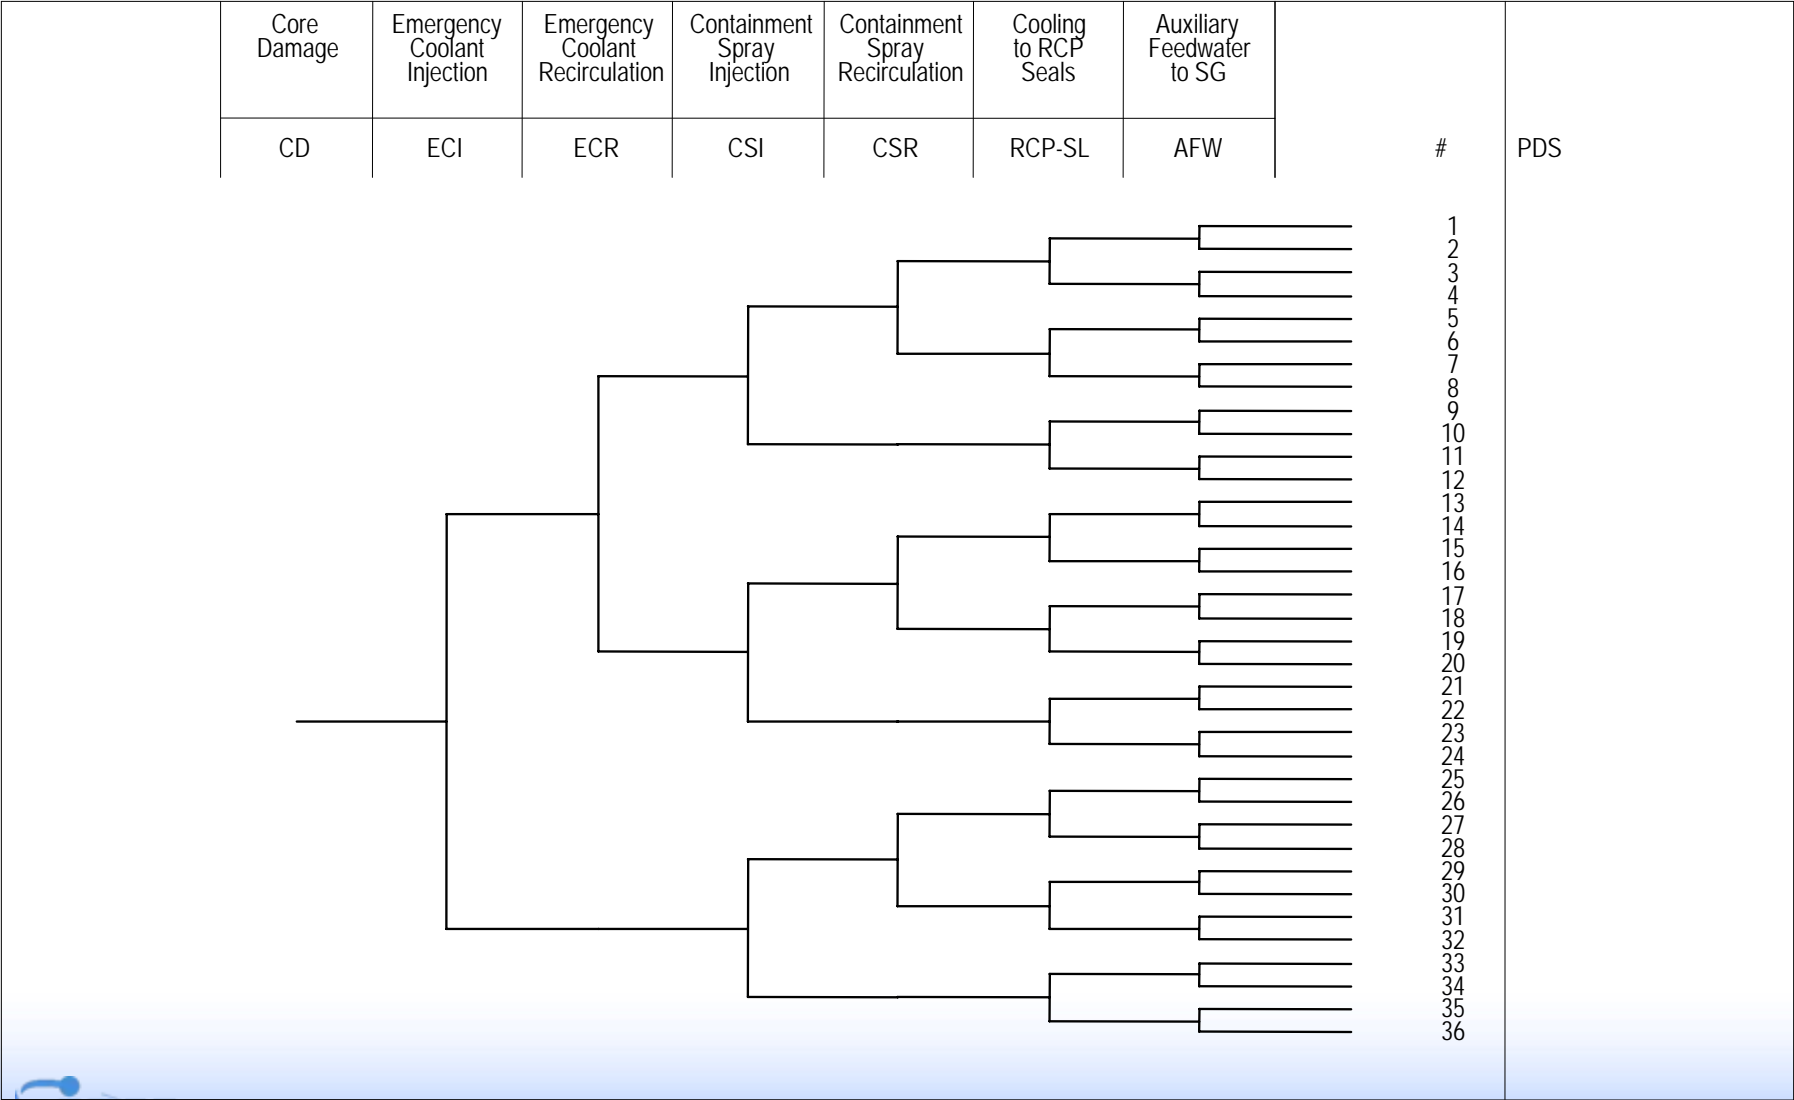 Core
Damage
Emergency
Coolant
Injection
Emergency
Coolant
Recirculation
Containment
Spray
Injection
Containment
Spray
Recirculation
Cooling
to RCP
Seals
Auxiliary
Feedwater
to SG
CD
ECI
ECR
CSI
CSR
RCP-SL
AFW
#
PDS
1
2
3
4
5
6
7
8
9
10
11
12
13
14
15
16
17
18
19
20
21
22
23
24
25
26
27
28
29
30
31
32
33
34
35
36